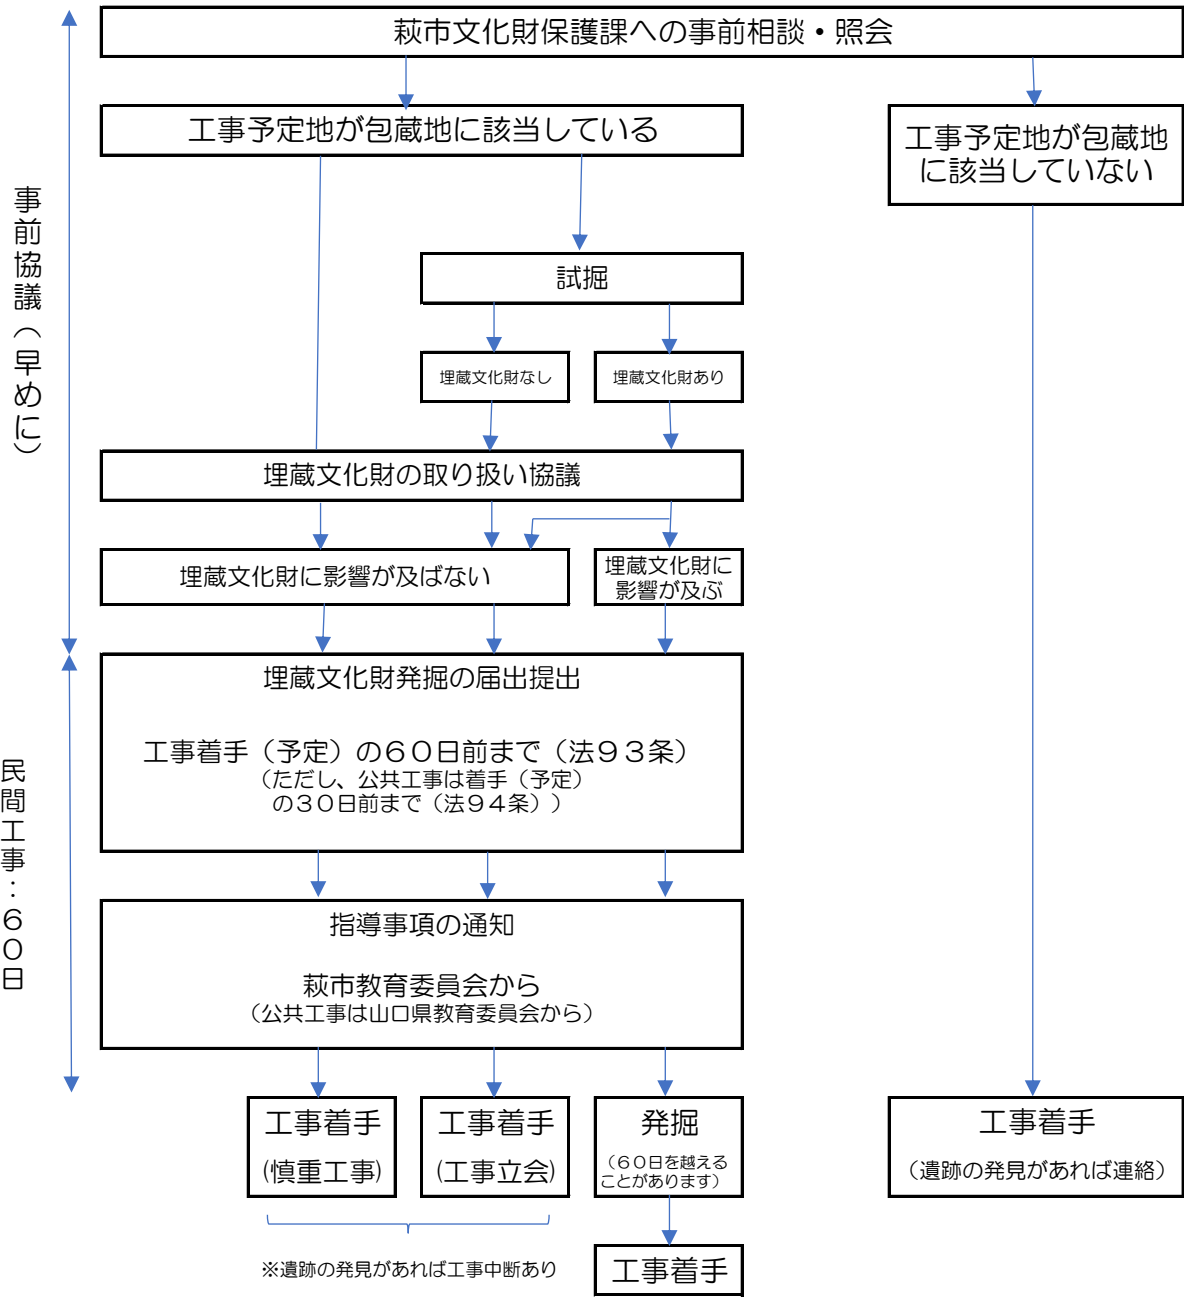 萩市文化財保護課への事前相談・照会
工事予定地が包蔵地に該当している
工事予定地が包蔵地
に該当していない
事前協議（早めに）
試掘
埋蔵文化財なし
埋蔵文化財あり
埋蔵文化財の取り扱い協議
埋蔵文化財に影響が及ばない
埋蔵文化財に
影響が及ぶ
埋蔵文化財発掘の届出提出
工事着手（予定）の６０日前まで（法９３条）
（ただし、公共工事は着手（予定）
の３０日前まで（法９４条））
民間工事：６０日
指導事項の通知
萩市教育委員会から
（公共工事は山口県教育委員会から）
工事着手
(慎重工事)
工事着手
(工事立会)
発掘
（６０日を越える
ことがあります）
工事着手
（遺跡の発見があれば連絡）
※遺跡の発見があれば工事中断あり
工事着手